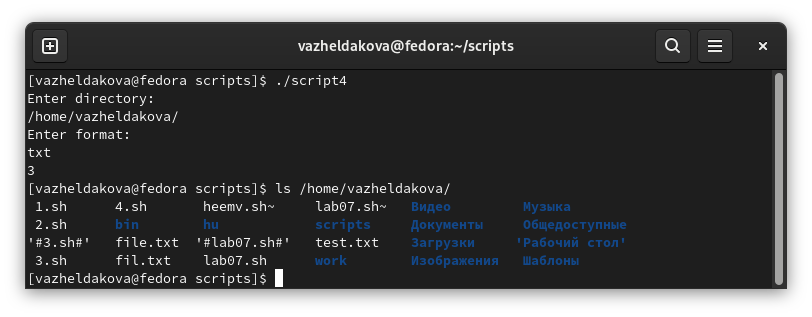 vazheldakova@fedora:~/scripts
[vazheldakova@fedora scripts]$ ./script4
Enter directory:
/home/vazheldakova/
Enter format:
txt
3
[vazheldakova@fedora scripts]$ ls /home/vazheldakova/
 1.sh      4.sh       heemv.sh~     lab07.sh~   Видео         Музыка
 2.sh      bin        hu            scripts     Документы     Общедоступные
'#3.sh#'   file.txt  '#lab07.sh#'   test.txt    Загрузки     'Рабочий стол'
 3.sh      fil.txt    lab07.sh      work        Изображения   Шаблоны
[vazheldakova@fedora scripts]$